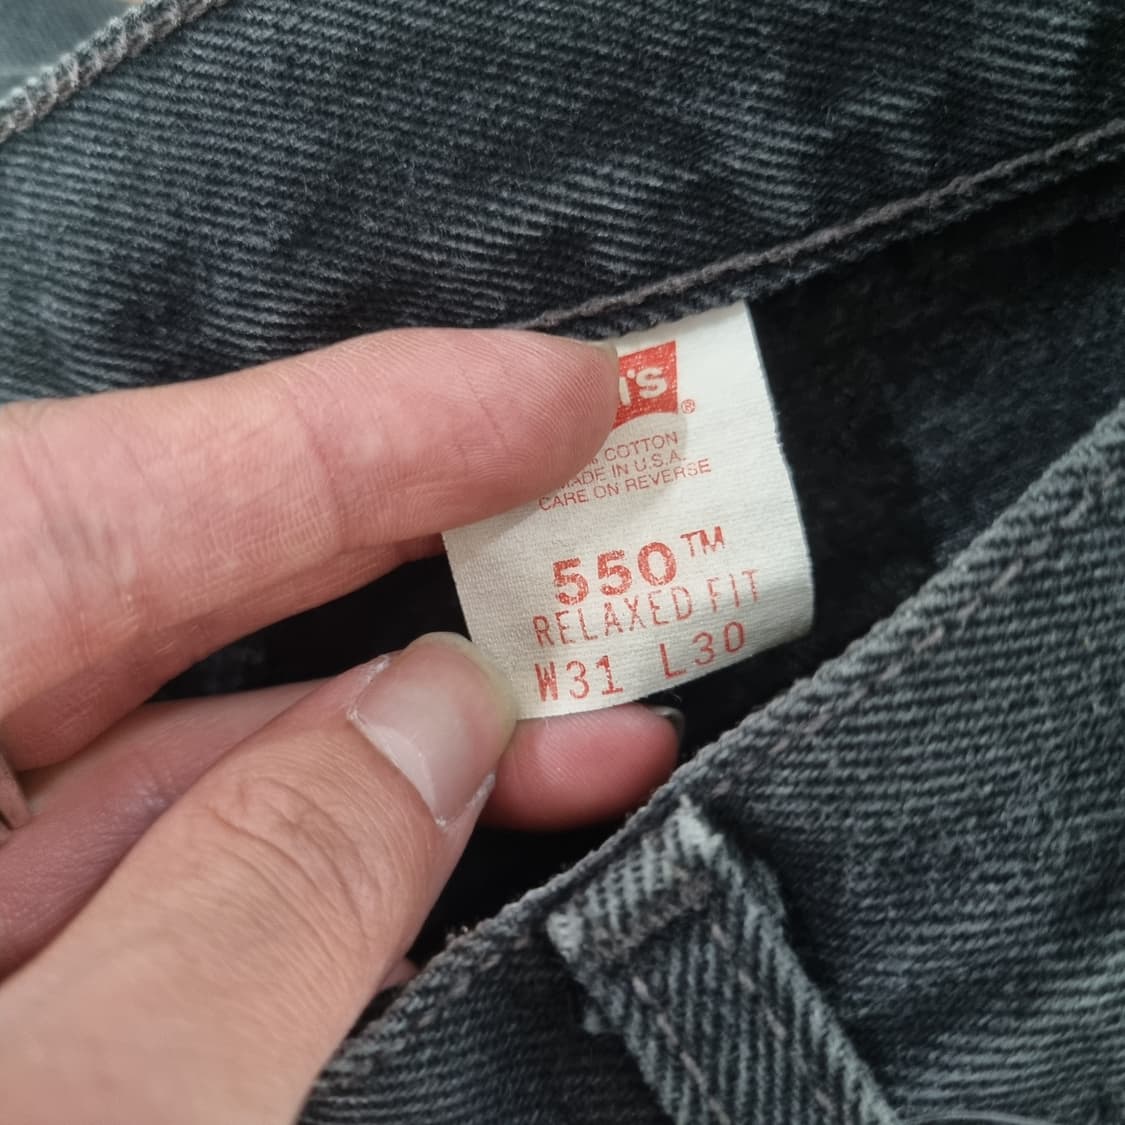 's ®
COTTON
MADE IN U.S.A.
CARE ON REVERSE
550™
RELAXED FIT
W31 L30